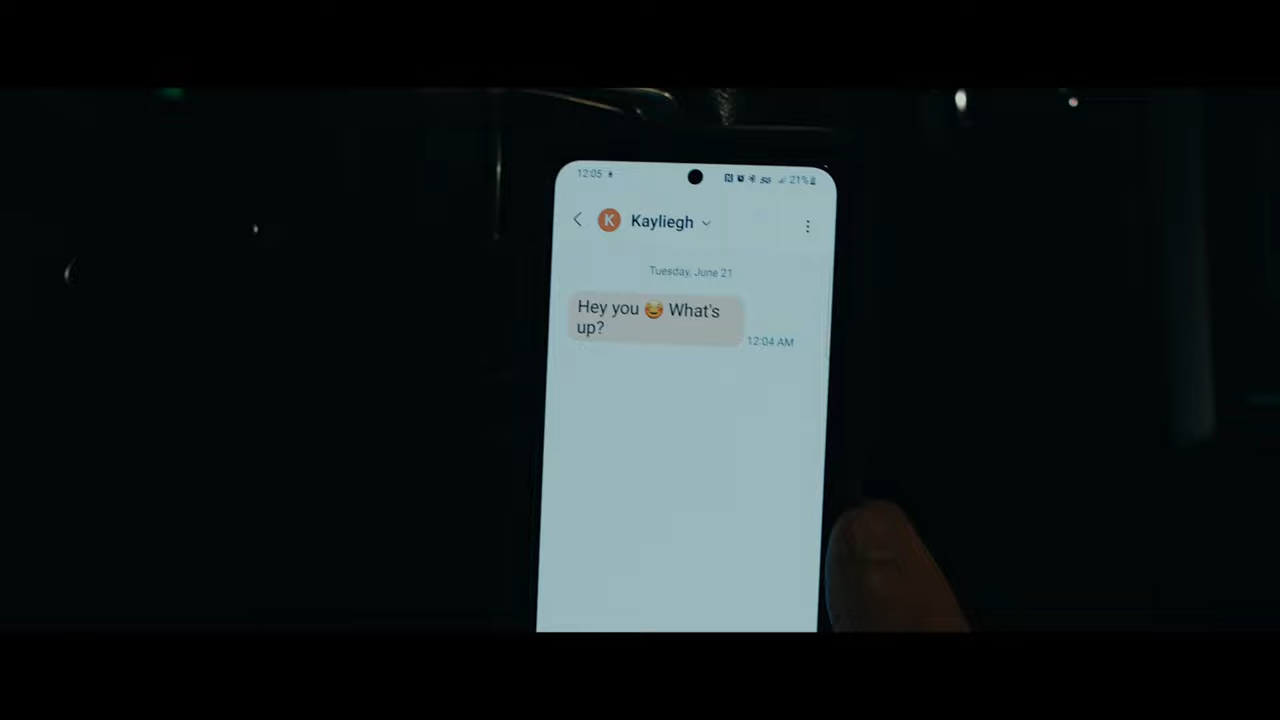 12:05
21%
K Kayliegh
Tuesday, June 21
Hey you 😊 What's
up?
12:04 AM